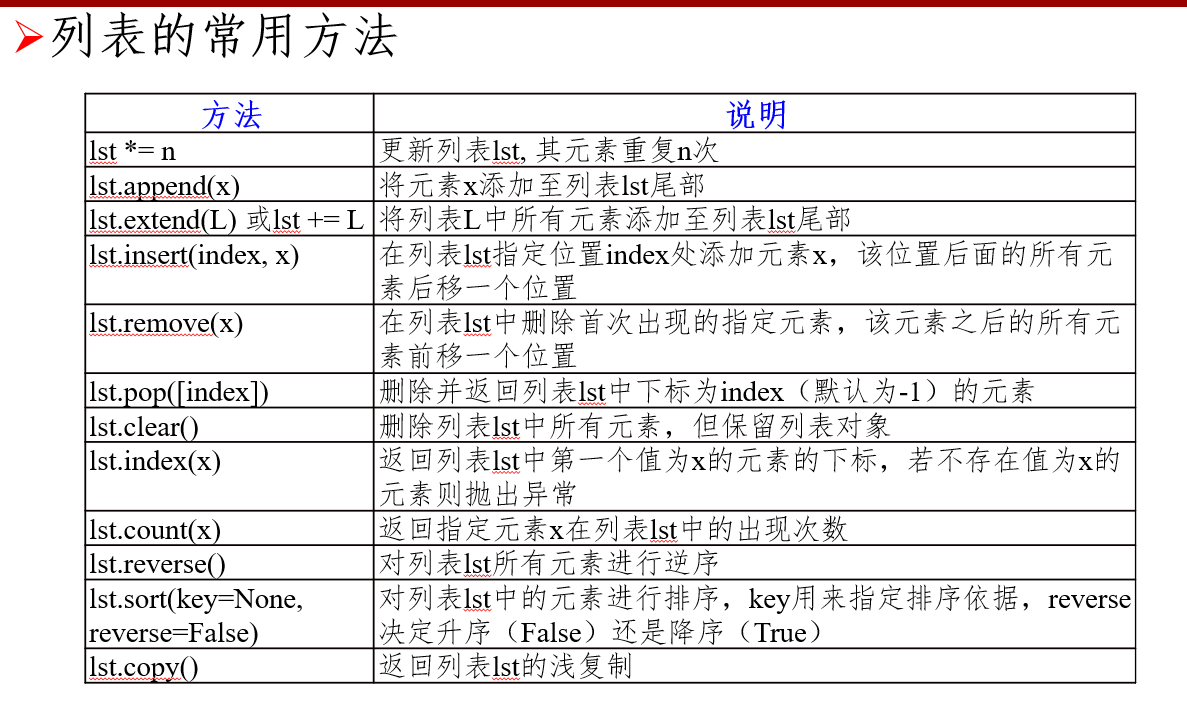 列表的常用方法
方法 说明
lst *= n 更新列表lst, 其元素重复n次
lst.append(x) 将元素x添加至列表lst尾部
lst.extend(L) 或lst += L 将列表L中所有元素添加至列表lst尾部
lst.insert(index, x) 在列表lst指定位置index处添加元素x，该位置后面的所有元
素后移一个位置
lst.remove(x) 在列表lst中删除首次出现的指定元素，该元素之后的所有元
素前移一个位置
lst.pop([index]) 删除并返回列表lst中下标为index（默认为-1）的元素
lst.clear() 删除列表lst中所有元素，但保留列表对象
lst.index(x) 返回列表lst中第一个值为x的元素的下标，若不存在值为x的
元素则抛出异常
lst.count(x) 返回指定元素x在列表lst中的出现次数
lst.reverse() 对列表lst所有元素进行逆序
lst.sort(key=None, 对列表lst中的元素进行排序，key用来指定排序依据，reverse
reverse=False) 决定升序（False）还是降序（True）
lst.copy() 返回列表lst的浅复制